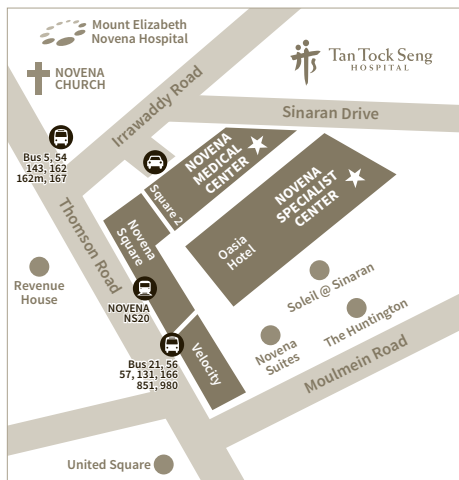 Mount Elizabeth
Novena Hospital
NOVENA
CHURCH
Tan Tock Seng
HOSPITAL
Irrawaddy Road
Sinaran Drive
Bus 5, 54
143, 162
162m, 167
NOVENA
MEDICAL
CENTER
Square 2
NOVENA
SPECIALIST
CENTER
Thomson Road
Novena
Square
Oasia
Hotel
Revenue
House
NOVENA
NS20
Soleil @ Sinaran
The Huntington
Novena
Suites
Bus 21, 56
57, 131, 166
851, 980
Velocity
Moulmein Road
United Square